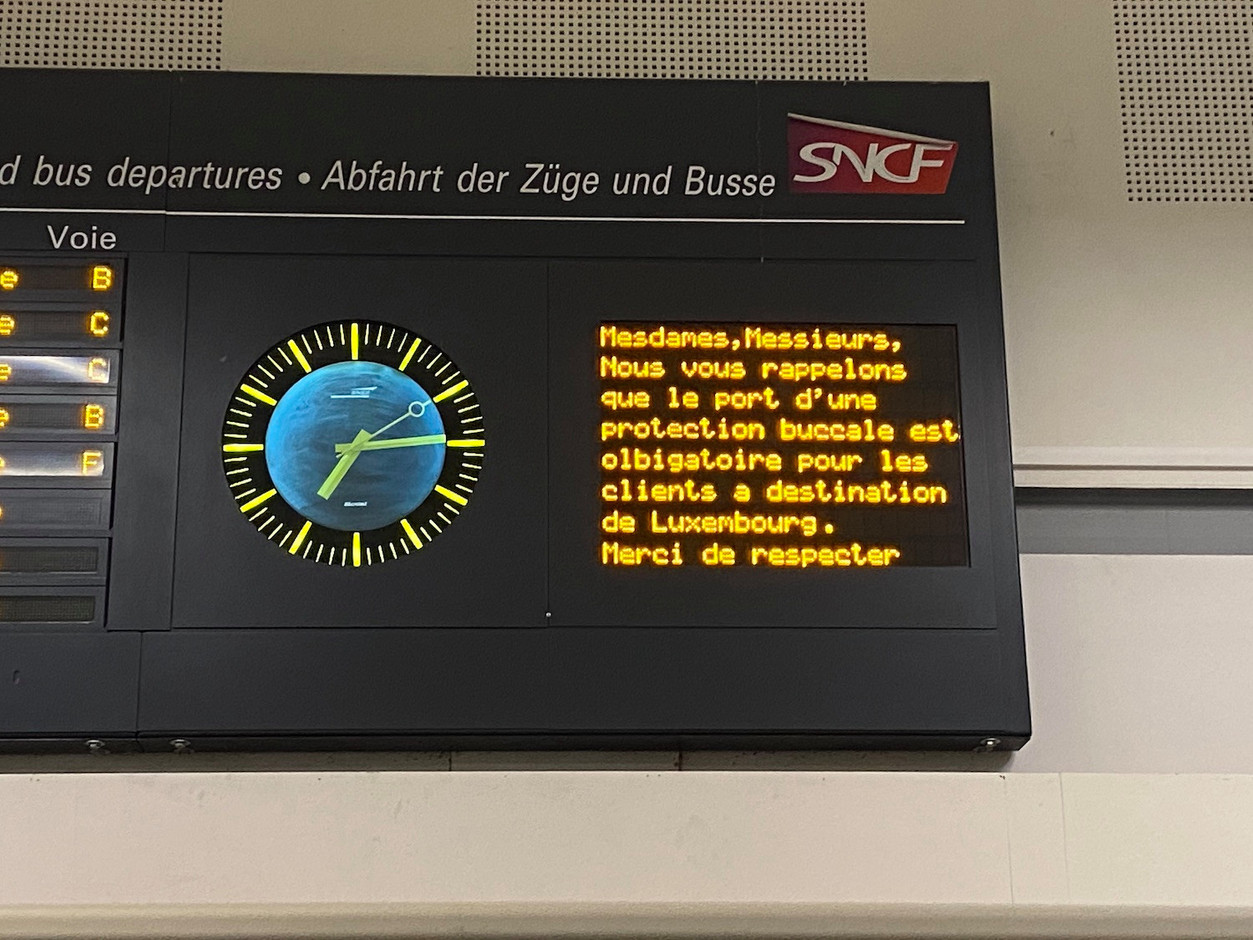 d bus departures • Abfahrt der Züge und Busse
SNCF
Voie
e B
e C
e C
e B
e F
Mesdames,Messieurs,
Nous vous rappelons
que le port d'une
protection buccale est
olbigatoire pour les
clients a destination
de Luxembourg.
Merci de respecter